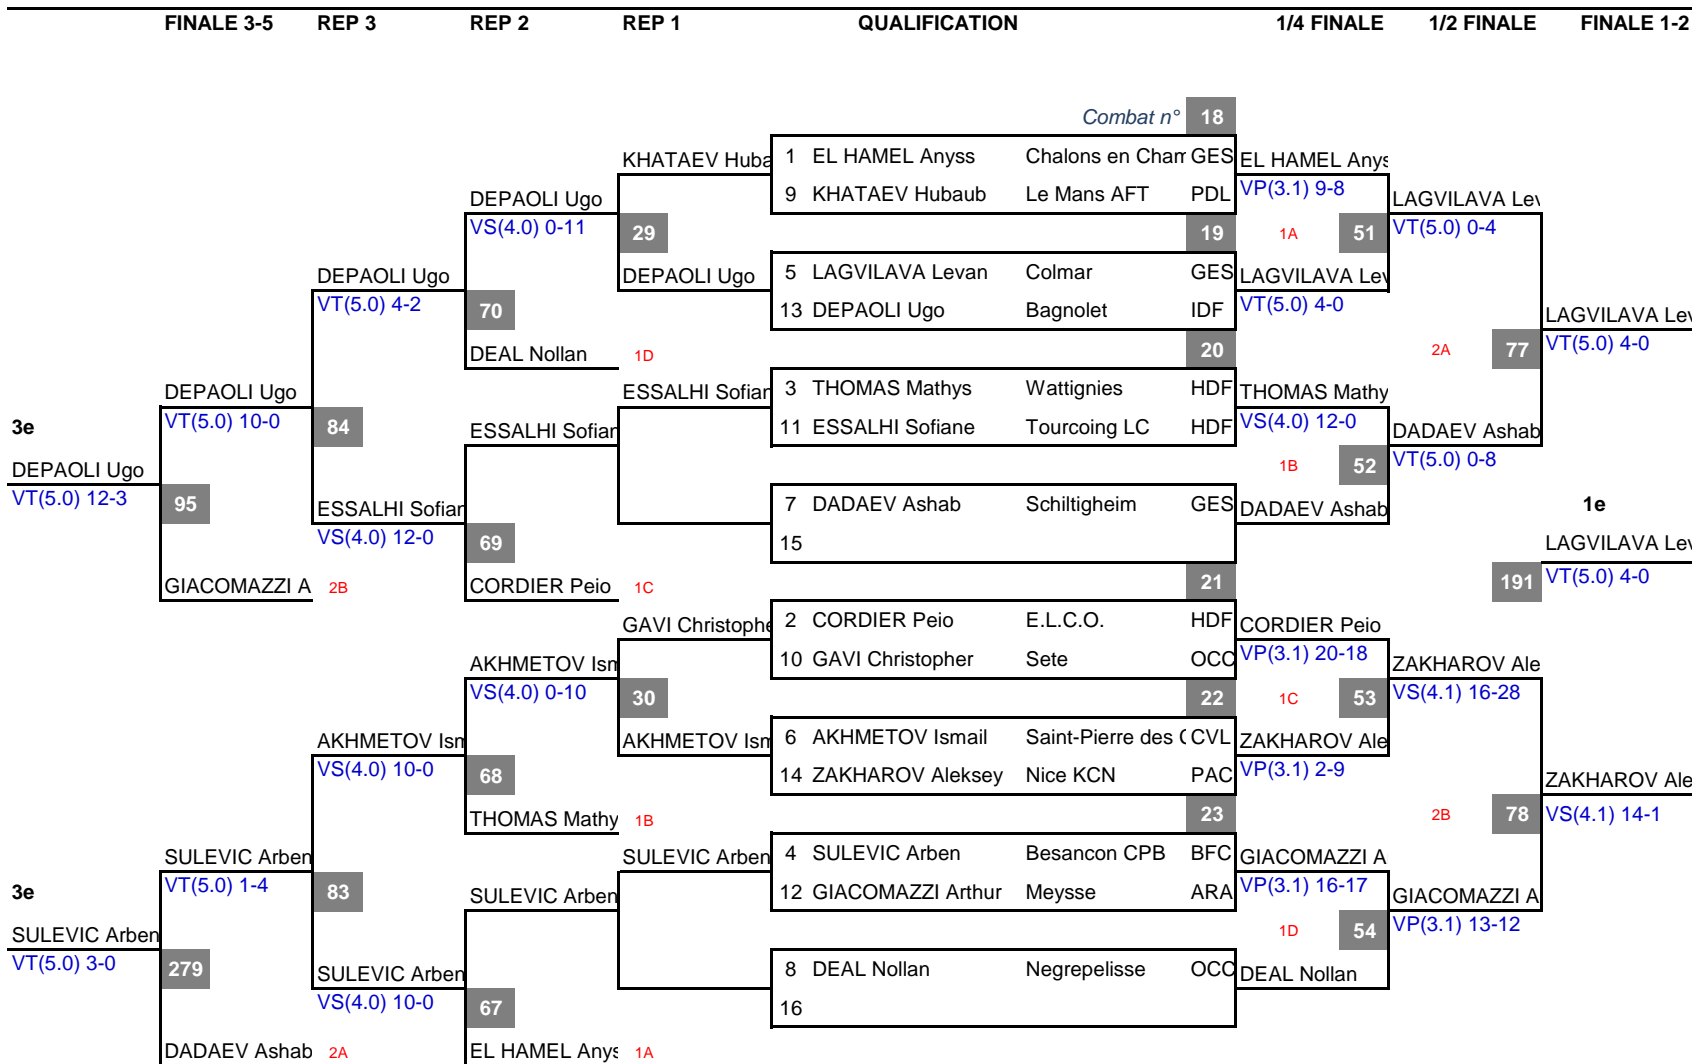 FINALE 3-5 REP 3 REP 2 REP 1 QUALIFICATION 1/4 FINALE 1/2 FINALE FINALE 1-2
Combat n° 18
KHATAEV Huba 1 EL HAMEL Anyss Chalons en Cham GES EL HAMEL Anys
DEPAOLI Ugo 9 KHATAEV Hubaub Le Mans AFT PDL VP(3.1) 9-8 LAGVILAVA Lev
VS(4.0) 0-11 29 19 1A 51 VT(5.0) 0-4
DEPAOLI Ugo DEPAOLI Ugo 5 LAGVILAVA Levan Colmar GES LAGVILAVA Lev
VT(5.0) 4-2 70 13 DEPAOLI Ugo Bagnolet IDF VT(5.0) 4-0 LAGVILAVA Lev
DEAL Nollan 1D 20 2A 77 VT(5.0) 4-0
DEPAOLI Ugo ESSALHI Sofian 3 THOMAS Mathys Wattignies HDF THOMAS Mathy
3e VT(5.0) 10-0 84 ESSALHI Sofian 11 ESSALHI Sofiane Tourcoing LC HDF VS(4.0) 12-0 DADAEV Ashab
DEPAOLI Ugo 1B 52 VT(5.0) 0-8
VT(5.0) 12-3 95 ESSALHI Sofian 7 DADAEV Ashab Schiltigheim GES DADAEV Ashab 1e
VS(4.0) 12-0 69 15 LAGVILAVA Lev
GIACOMAZZI A 2B CORDIER Peio 1C 21 191 VT(5.0) 4-0
GAVI Christophe 2 CORDIER Peio E.L.C.O. HDF CORDIER Peio
AKHMETOV Ism 10 GAVI Christopher Sete OCC VP(3.1) 20-18 ZAKHAROV Ale
VS(4.0) 0-10 30 22 1C 53 VS(4.1) 16-28
AKHMETOV Ism AKHMETOV Ism 6 AKHMETOV Ismail Saint-Pierre des CVL ZAKHAROV Ale
VS(4.0) 10-0 68 14 ZAKHAROV Aleksey Nice KCN PAC VP(3.1) 2-9 ZAKHAROV Ale
THOMAS Mathy 1B 23 2B 78 VS(4.1) 14-1
SULEVIC Arben SULEVIC Arben 4 SULEVIC Arben Besancon CPB BFC GIACOMAZZI A
3e VT(5.0) 1-4 83 SULEVIC Arben 12 GIACOMAZZI Arthur Meysse ARA VP(3.1) 16-17 GIACOMAZZI A
SULEVIC Arben 1D 54 VP(3.1) 13-12
VT(5.0) 3-0 279 SULEVIC Arben 8 DEAL Nollan Negrepelisse OCC DEAL Nollan
VS(4.0) 10-0 67 16
DADAEV Ashab 2A EL HAMEL Anys 1A